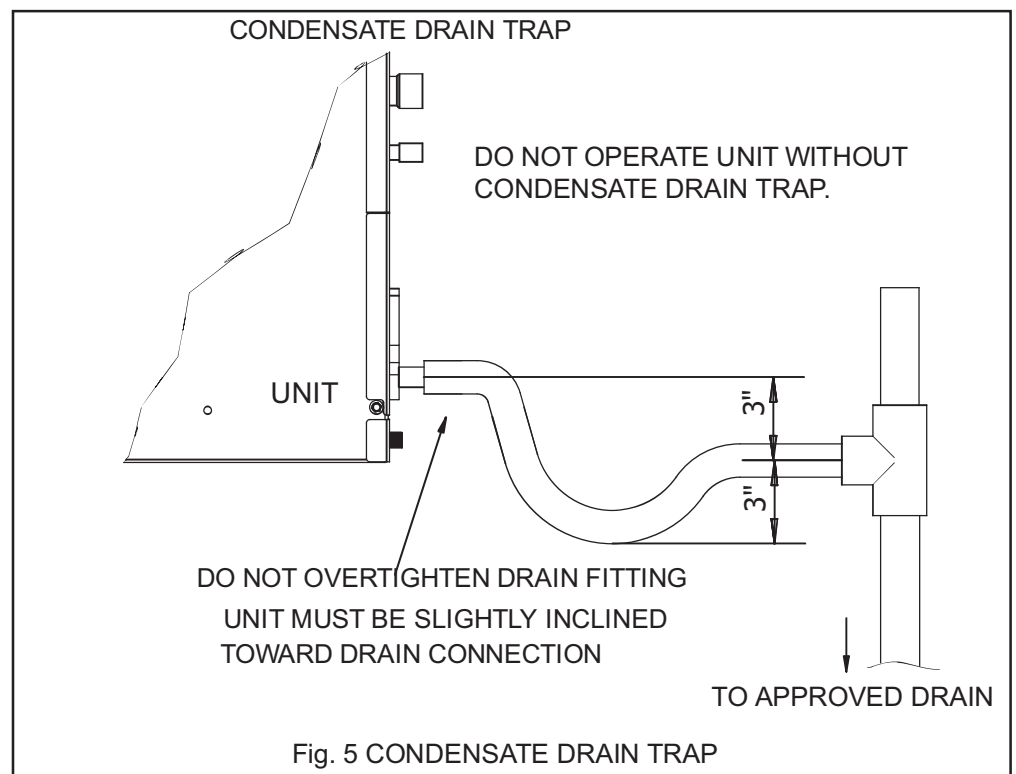 CONDENSATE DRAIN TRAP
DO NOT OPERATE UNIT WITHOUT
CONDENSATE DRAIN TRAP.
UNIT
3"
3"
DO NOT OVERTIGHTEN DRAIN FITTING
UNIT MUST BE SLIGHTLY INCLINED
TOWARD DRAIN CONNECTION
TO APPROVED DRAIN
Fig. 5 CONDENSATE DRAIN TRAP